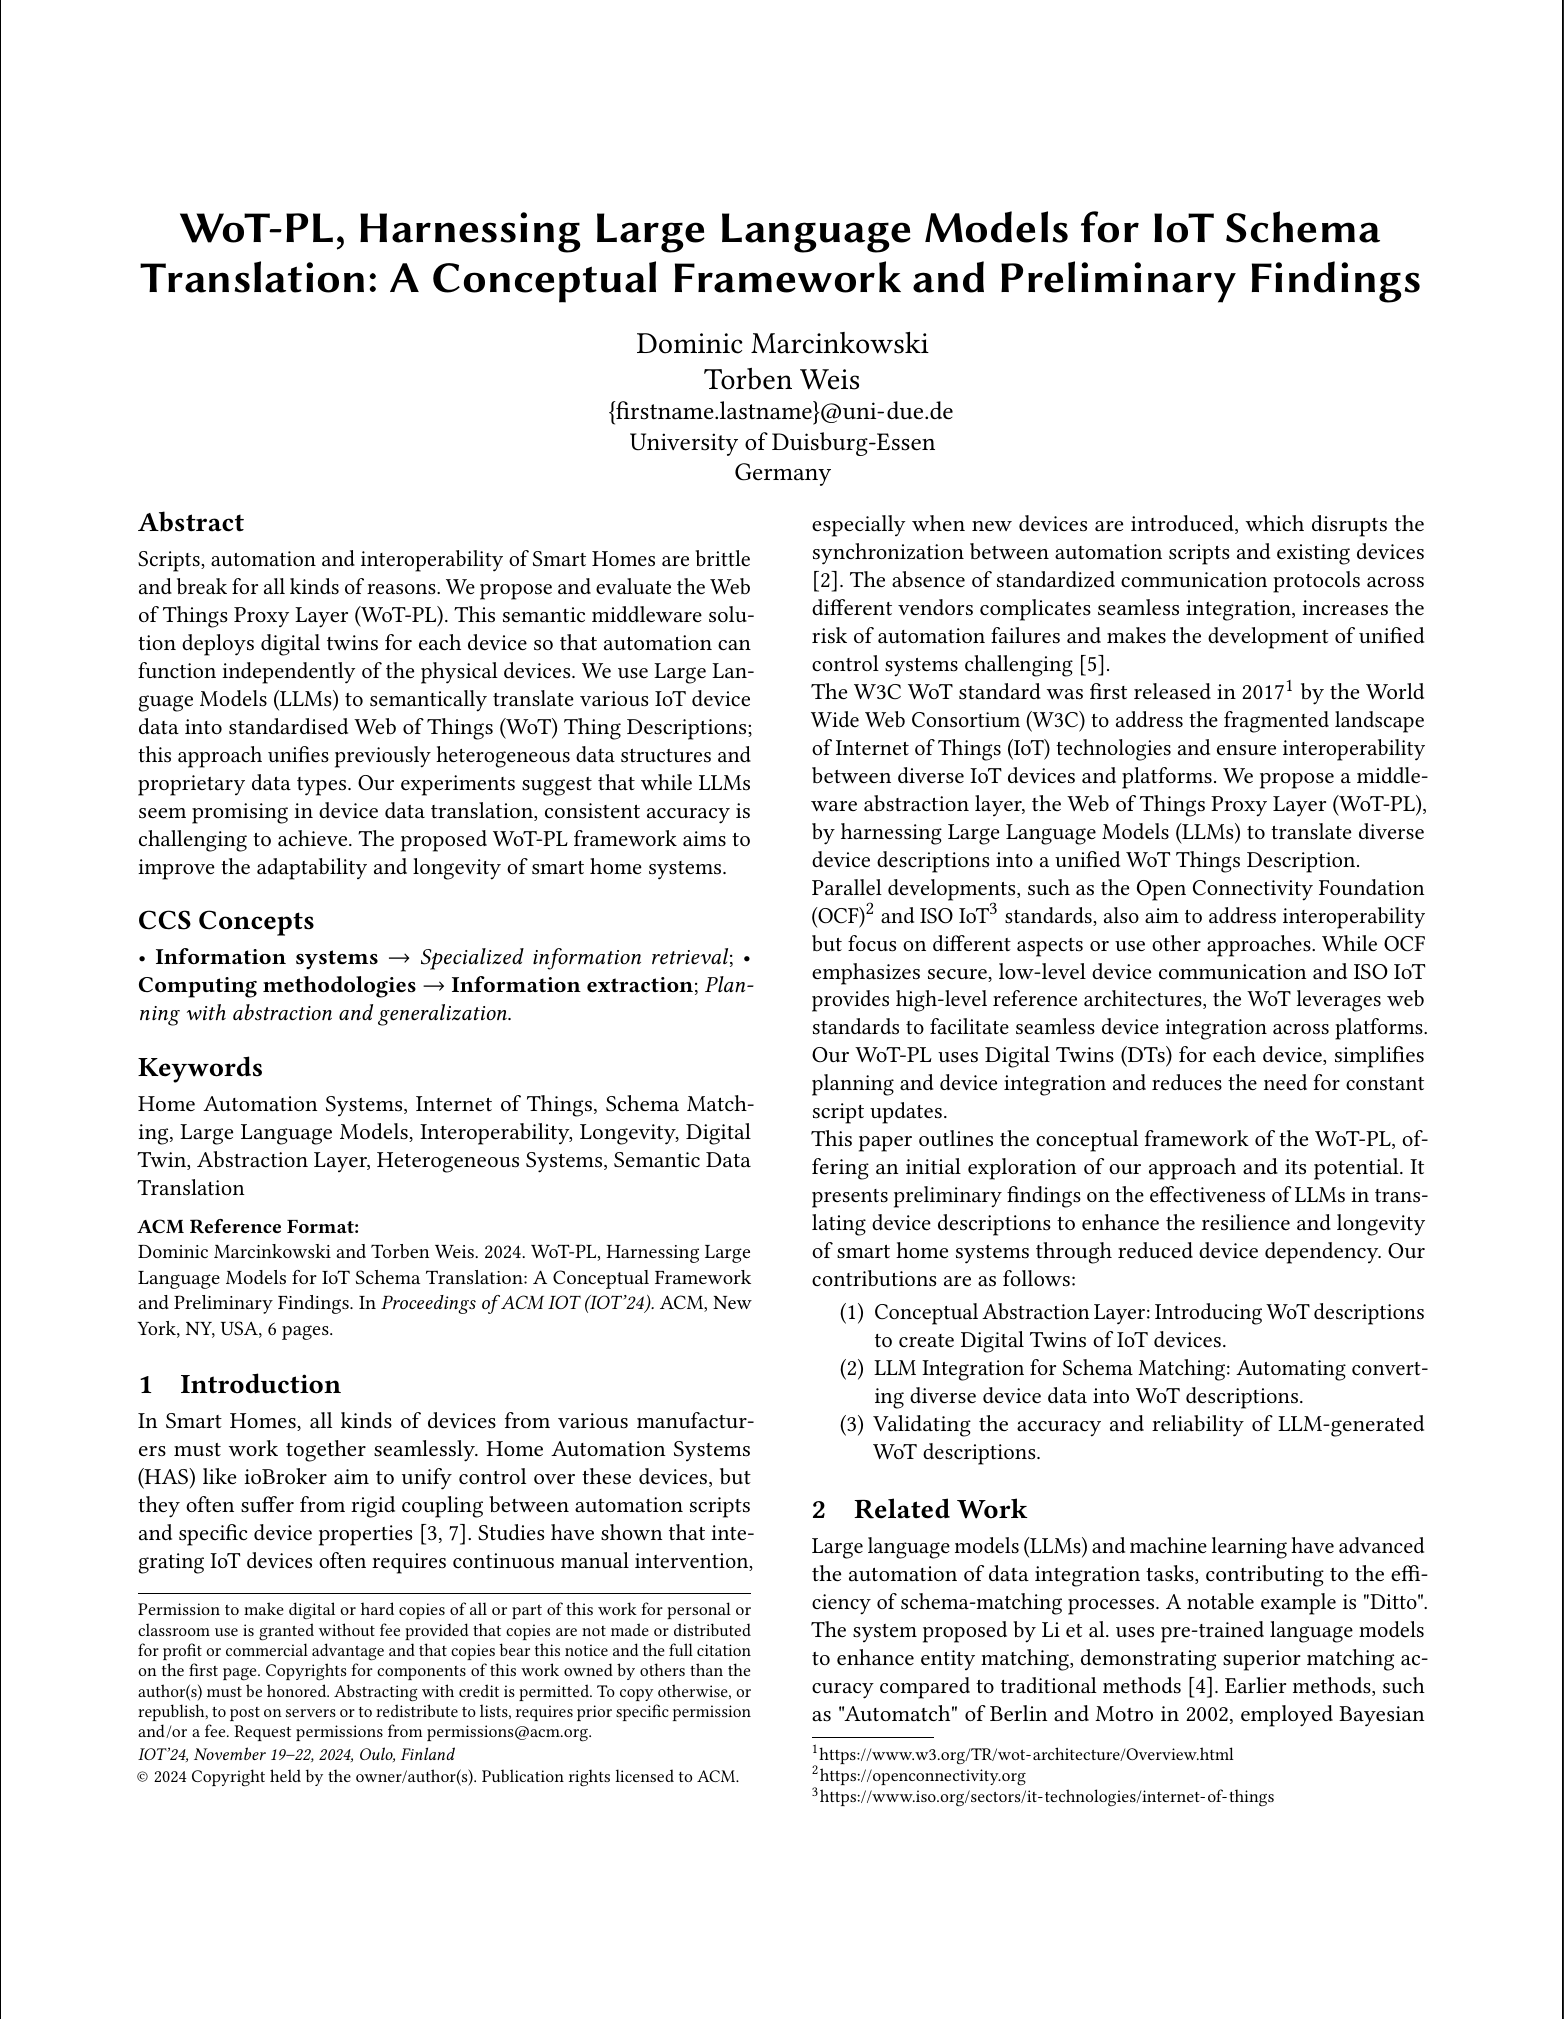 WoT-PL, Harnessing Large Language Models for IoT Schema
Translation: A Conceptual Framework and Preliminary Findings
Dominic Marcinkowski
Torben Weis
{firstname.lastname}@uni-due.de
University of Duisburg-Essen
Germany
Abstract
Scripts, automation and interoperability of Smart Homes are brittle
and break for all kinds of reasons. We propose and evaluate the Web
of Things Proxy Layer (WoT-PL). This semantic middleware solu-
tion deploys digital twins for each device so that automation can
function independently of the physical devices. We use Large Lan-
guage Models (LLMs) to semantically translate various IoT device
data into standardised Web of Things (WoT) Thing Descriptions;
this approach unifies previously heterogeneous data structures and
proprietary data types. Our experiments suggest that while LLMs
seem promising in device data translation, consistent accuracy is
challenging to achieve. The proposed WoT-PL framework aims to
improve the adaptability and longevity of smart home systems.
CCS Concepts
• Information systems → Specialized information retrieval; •
Computing methodologies → Information extraction; Plan-
ning with abstraction and generalization.
Keywords
Home Automation Systems, Internet of Things, Schema Match-
ing, Large Language Models, Interoperability, Longevity, Digital
Twin, Abstraction Layer, Heterogeneous Systems, Semantic Data
Translation
ACM Reference Format:
Dominic Marcinkowski and Torben Weis. 2024. WoT-PL, Harnessing Large
Language Models for IoT Schema Translation: A Conceptual Framework
and Preliminary Findings. In Proceedings of ACM IOT (IOT'24). ACM, New
York, NY, USA, 6 pages.
1 Introduction
In Smart Homes, all kinds of devices from various manufactur-
ers must work together seamlessly. Home Automation Systems
(HAS) like ioBroker aim to unify control over these devices, but
they often suffer from rigid coupling between automation scripts
and specific device properties [3, 7]. Studies have shown that inte-
grating IoT devices often requires continuous manual intervention,
Permission to make digital or hard copies of all or part of this work for personal or
classroom use is granted without fee provided that copies are not made or distributed
for profit or commercial advantage and that copies bear this notice and the full citation
on the first page. Copyrights for components of this work owned by others than the
author(s) must be honored. Abstracting with credit is permitted. To copy otherwise, or
republish, to post on servers or to redistribute to lists, requires prior specific permission
and/or a fee. Request permissions from permissions@acm.org.
IOT'24, November 19–22, 2024, Oulo, Finland
© 2024 Copyright held by the owner/author(s). Publication rights licensed to ACM.
especially when new devices are introduced, which disrupts the
synchronization between automation scripts and existing devices
[2]. The absence of standardized communication protocols across
different vendors complicates seamless integration, increases the
risk of automation failures and makes the development of unified
control systems challenging [5].
The W3C WoT standard was first released in 2017¹ by the World
Wide Web Consortium (W3C) to address the fragmented landscape
of Internet of Things (IoT) technologies and ensure interoperability
between diverse IoT devices and platforms. We propose a middle-
ware abstraction layer, the Web of Things Proxy Layer (WoT-PL),
by harnessing Large Language Models (LLMs) to translate diverse
device descriptions into a unified WoT Things Description.
Parallel developments, such as the Open Connectivity Foundation
(OCF)² and ISO IoT³ standards, also aim to address interoperability
but focus on different aspects or use other approaches. While OCF
emphasizes secure, low-level device communication and ISO IoT
provides high-level reference architectures, the WoT leverages web
standards to facilitate seamless device integration across platforms.
Our WoT-PL uses Digital Twins (DTs) for each device, simplifies
planning and device integration and reduces the need for constant
script updates.
This paper outlines the conceptual framework of the WoT-PL, of-
fering an initial exploration of our approach and its potential. It
presents preliminary findings on the effectiveness of LLMs in trans-
lating device descriptions to enhance the resilience and longevity
of smart home systems through reduced device dependency. Our
contributions are as follows:
(1) Conceptual Abstraction Layer: Introducing WoT descriptions
to create Digital Twins of IoT devices.
(2) LLM Integration for Schema Matching: Automating convert-
ing diverse device data into WoT descriptions.
(3) Validating the accuracy and reliability of LLM-generated
WoT descriptions.
2 Related Work
Large language models (LLMs) and machine learning have advanced
the automation of data integration tasks, contributing to the effi-
ciency of schema-matching processes. A notable example is "Ditto".
The system proposed by Li et al. uses pre-trained language models
to enhance entity matching, demonstrating superior matching ac-
curacy compared to traditional methods [4]. Earlier methods, such
as "Automatch" of Berlin and Motro in 2002, employed Bayesian
¹https://www.w3.org/TR/wot-architecture/Overview.html
²https://openconnectivity.org
³https://www.iso.org/sectors/it-technologies/internet-of-things